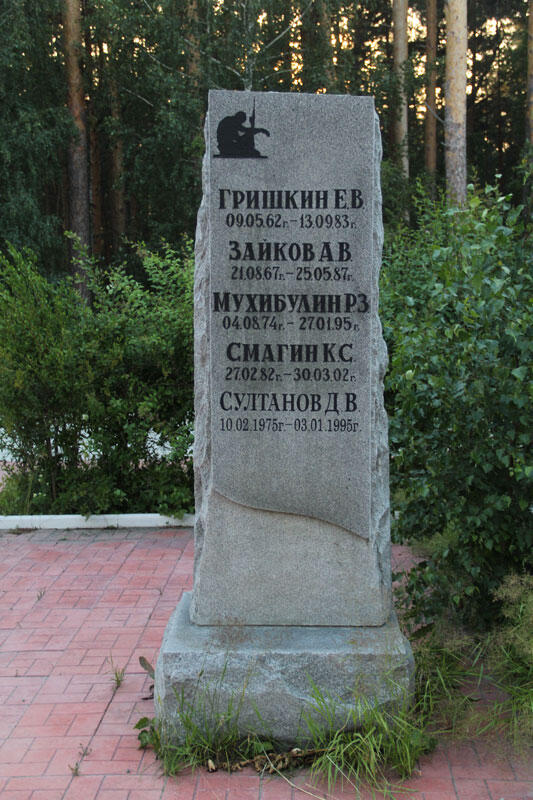 ГРИШКИН Е.В.
09.05.62г.–13.09.83г.
ЗАЙКОВ А.В.
21.08.67г.–25.05.87г.
МУХИБУЛИН Р.З.
04.08.74г.–27.01.95г.
СМАГИН К.С.
27.02.82г.–30.03.02г.
СУЛТАНОВ Д.В.
10.02.1975г.–03.01.1995г.